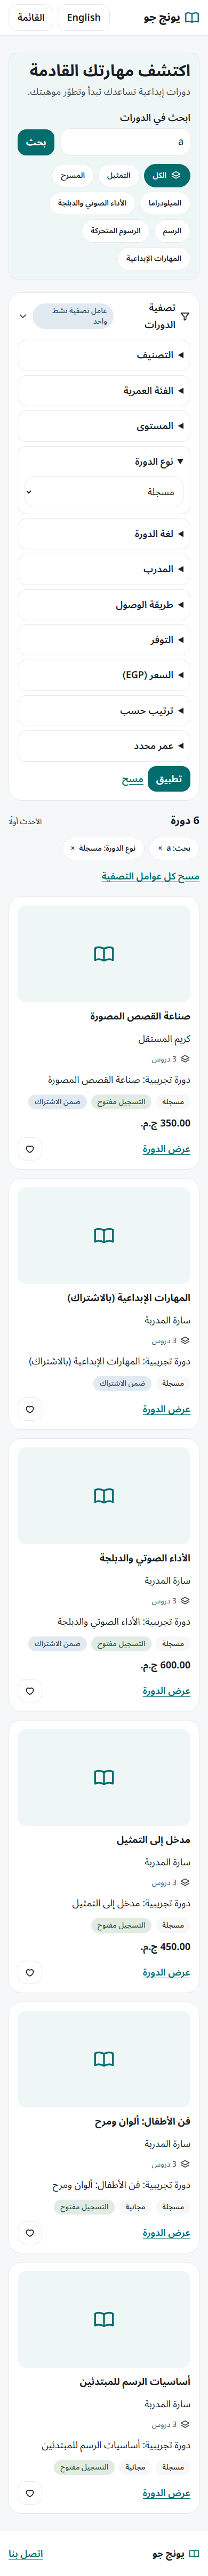 يونج جو
English
القائمة
اكتشف مهارتك القادمة
دورات إبداعية تساعدك تبدأ وتطوّر موهبتك.
ابحث في الدورات
a
بحث
الكل
التمثيل
المسرح
الميلودراما
الأداء الصوتي والدبلجة
الرسم
الرسوم المتحركة
المهارات الإبداعية
تصفية
الدورات
عامل تصفية نشط
واحد
التصنيف
الفئة العمرية
المستوى
نوع الدورة
مسجلة
لغة الدورة
المدرب
طريقة الوصول
التوفر
السعر (EGP)
ترتيب حسب
عمر محدد
تطبيق
مسح
6 دورة
الأحدث أولًا
بحث: a ×
نوع الدورة: مسجلة ×
مسح كل عوامل التصفية
صناعة القصص المصورة
كريم المستقل
3 دروس
دورة تجريبية: صناعة القصص المصورة
مسجلة
التسجيل مفتوح
ضمن الاشتراك
350.00 ج.م.
عرض الدورة
المهارات الإبداعية (بالاشتراك)
سارة المدربة
3 دروس
دورة تجريبية: المهارات الإبداعية (بالاشتراك)
مسجلة
ضمن الاشتراك
عرض الدورة
الأداء الصوتي والدبلجة
سارة المدربة
3 دروس
دورة تجريبية: الأداء الصوتي والدبلجة
مسجلة
التسجيل مفتوح
ضمن الاشتراك
600.00 ج.م.
عرض الدورة
مدخل إلى التمثيل
سارة المدربة
3 دروس
دورة تجريبية: مدخل إلى التمثيل
مسجلة
التسجيل مفتوح
450.00 ج.م.
عرض الدورة
فن الأطفال: ألوان ومرح
سارة المدربة
3 دروس
دورة تجريبية: فن الأطفال: ألوان ومرح
مسجلة
مجانية
التسجيل مفتوح
عرض الدورة
أساسيات الرسم للمبتدئين
سارة المدربة
3 دروس
دورة تجريبية: أساسيات الرسم للمبتدئين
مسجلة
مجانية
التسجيل مفتوح
عرض الدورة
يونج جو
اتصل بنا